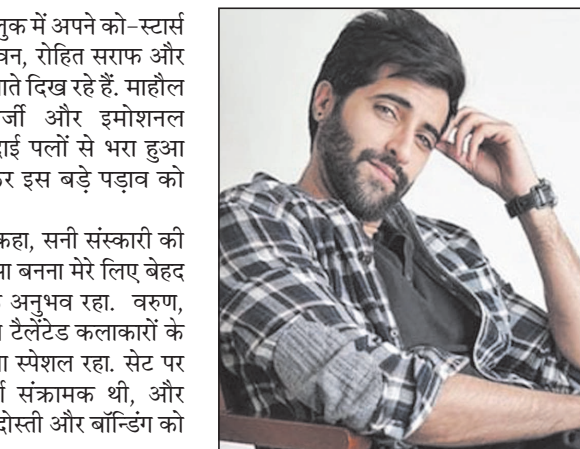 लुक में अपने को-स्टार्स
रोहित सराफ और
दिख रहे हैं. माहौल
और इमोशनल
पलों से भरा हुआ
इस बड़े पड़ाव को
कहा, सनी संस्कारी की
बनना मेरे लिए बेहद
अनुभव रहा. वरुण,
टैलेंटेड कलाकारों के
स्पेशल रहा. सेट पर
संक्रामक थी, और
दोस्ती और बॉन्डिंग को